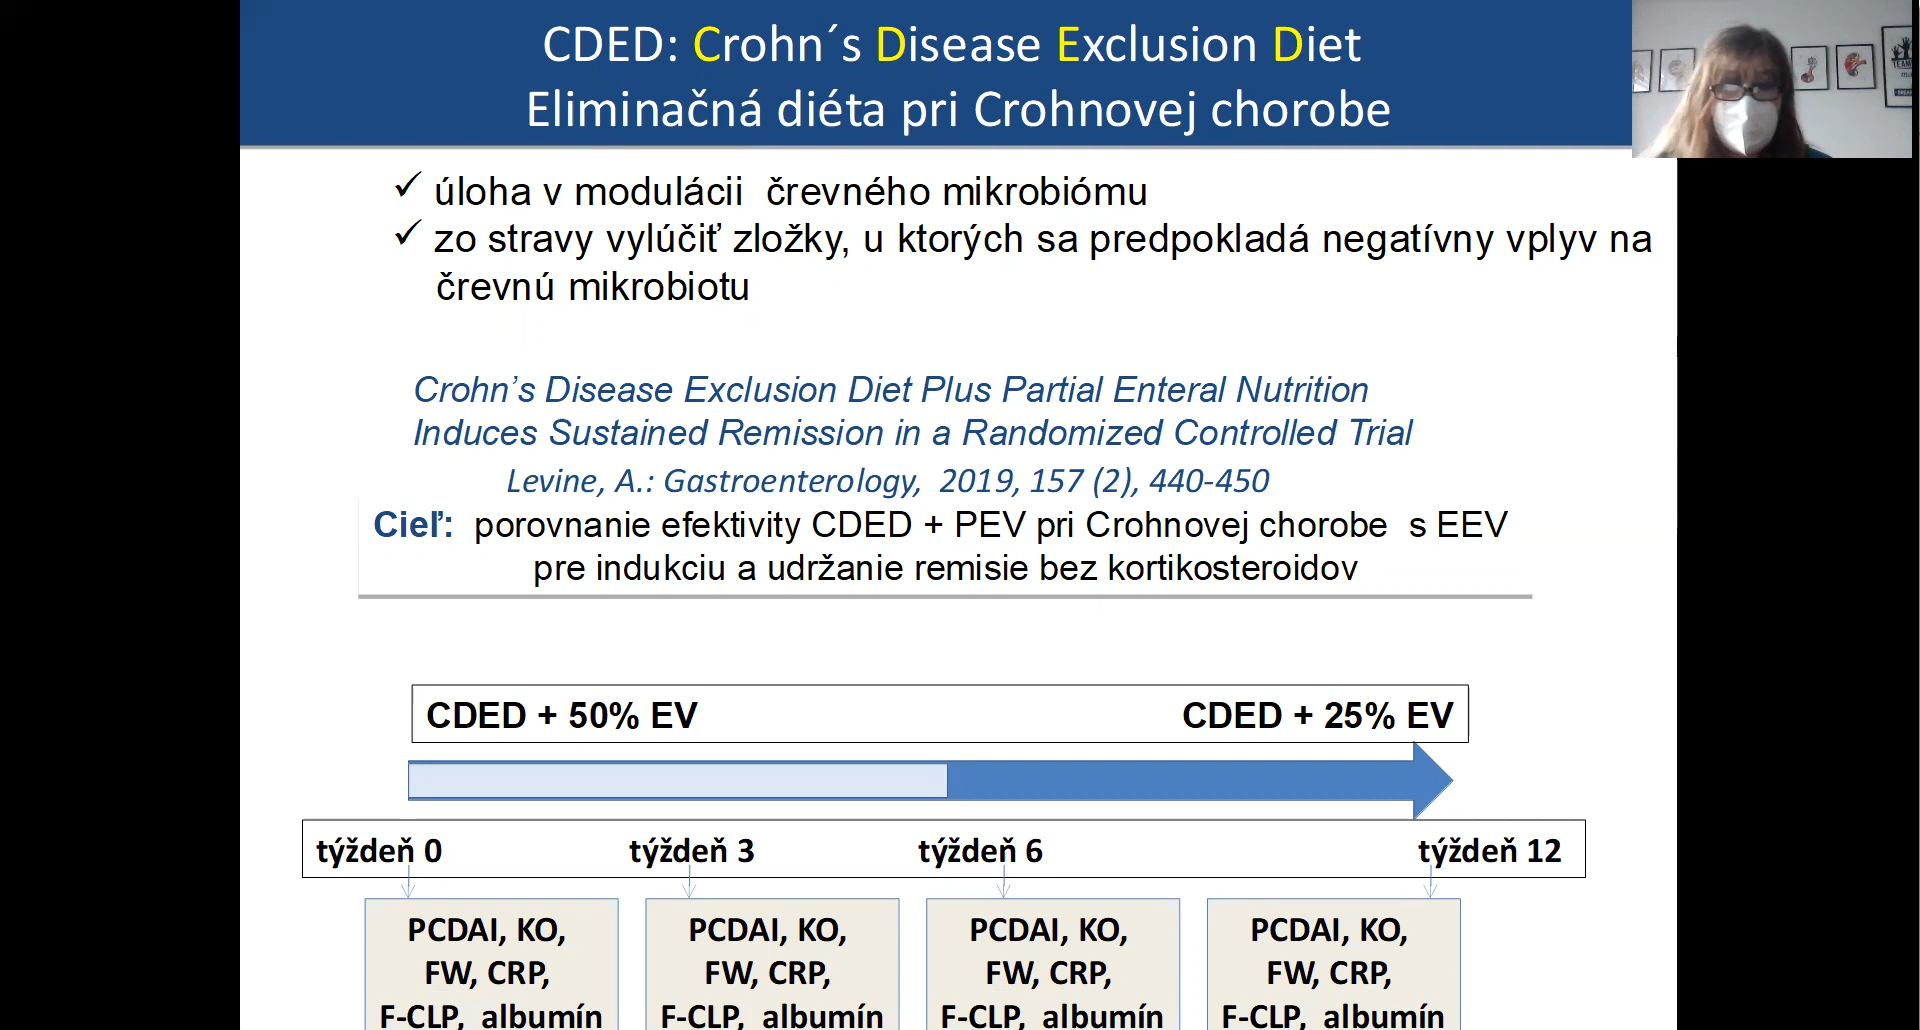 CDED: Crohn´s Disease Exclusion Diet
Eliminačná diéta pri Crohnovej chorobe
úloha v modulácii črevného mikrobiómu
zo stravy vylúčiť zložky, u ktorých sa predpokladá negatívny vplyv na
črevnú mikrobiotu
Crohn's Disease Exclusion Diet Plus Partial Enteral Nutrition
Induces Sustained Remission in a Randomized Controlled Trial
Levine, A.: Gastroenterology, 2019, 157 (2), 440-450
Cieľ: porovnanie efektivity CDED + PEV pri Crohnovej chorobe s EEV
pre indukciu a udržanie remisie bez kortikosteroidov
CDED + 50% EV CDED + 25% EV
týždeň 0 týždeň 3 týždeň 6 týždeň 12
PCDAI, KO,
FW, CRP,
F-CLP, albumín
PCDAI, KO,
FW, CRP,
F-CLP, albumín
PCDAI, KO,
FW, CRP,
F-CLP, albumín
PCDAI, KO,
FW, CRP,
F-CLP, albumín